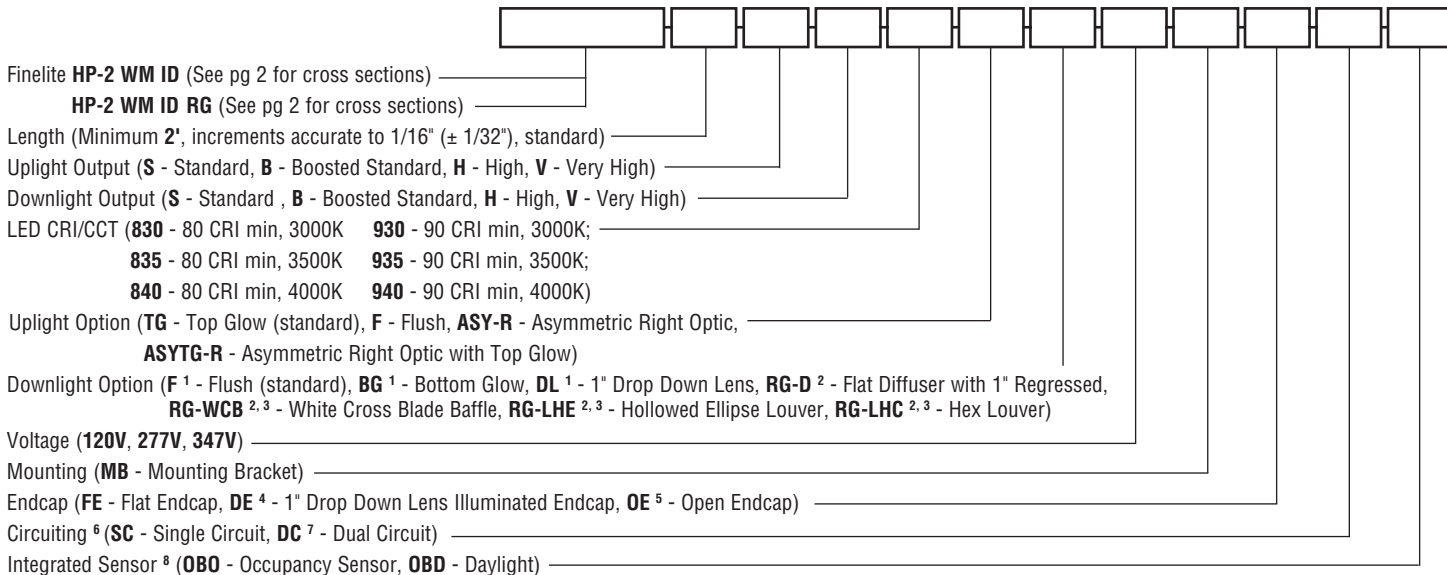 Finelite HP-2 WM ID (See pg 2 for cross sections)
HP-2 WM ID RG (See pg 2 for cross sections)
Length (Minimum 2', increments accurate to 1/16" (± 1/32"), standard)
Uplight Output (S - Standard, B - Boosted Standard, H - High, V - Very High)
Downlight Output (S - Standard , B - Boosted Standard, H - High, V - Very High)
LED CRI/CCT (830 - 80 CRI min, 3000K 930 - 90 CRI min, 3000K;
835 - 80 CRI min, 3500K 935 - 90 CRI min, 3500K;
840 - 80 CRI min, 4000K 940 - 90 CRI min, 4000K)
Uplight Option (TG - Top Glow (standard), F - Flush, ASY-R - Asymmetric Right Optic,
ASYTG-R - Asymmetric Right Optic with Top Glow)
Downlight Option (F 1 - Flush (standard), BG 1 - Bottom Glow, DL 1 - 1" Drop Down Lens, RG-D 2 - Flat Diffuser with 1" Regressed,
RG-WCB 2, 3 - White Cross Blade Baffle, RG-LHE 2, 3 - Hollowed Ellipse Louver, RG-LHC 2, 3 - Hex Louver)
Voltage (120V, 277V, 347V)
Mounting (MB - Mounting Bracket)
Endcap (FE - Flat Endcap, DE 4 - 1" Drop Down Lens Illuminated Endcap, OE 5 - Open Endcap)
Circuiting 6 (SC - Single Circuit, DC 7 - Dual Circuit)
Integrated Sensor 8 (OBO - Occupancy Sensor, OBD - Daylight)